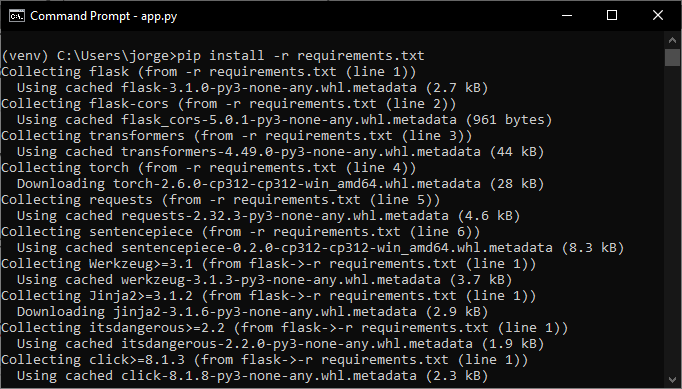 Command Prompt - app.py
(venv) C:\Users\jorge>pip install -r requirements.txt
Collecting flask (from -r requirements.txt (line 1))
  Using cached flask-3.1.0-py3-none-any.whl.metadata (2.7 kB)
Collecting flask-cors (from -r requirements.txt (line 2))
  Using cached flask_cors-5.0.1-py3-none-any.whl.metadata (961 bytes)
Collecting transformers (from -r requirements.txt (line 3))
  Using cached transformers-4.49.0-py3-none-any.whl.metadata (44 kB)
Collecting torch (from -r requirements.txt (line 4))
  Downloading torch-2.6.0-cp312-cp312-win_amd64.whl.metadata (28 kB)
Collecting requests (from -r requirements.txt (line 5))
  Using cached requests-2.32.3-py3-none-any.whl.metadata (4.6 kB)
Collecting sentencepiece (from -r requirements.txt (line 6))
  Using cached sentencepiece-0.2.0-cp312-cp312-win_amd64.whl.metadata (8.3 kB)
Collecting Werkzeug>=3.1 (from flask->-r requirements.txt (line 1))
  Using cached werkzeug-3.1.3-py3-none-any.whl.metadata (3.7 kB)
Collecting Jinja2>=3.1.2 (from flask->-r requirements.txt (line 1))
  Downloading jinja2-3.1.6-py3-none-any.whl.metadata (2.9 kB)
Collecting itsdangerous>=2.2 (from flask->-r requirements.txt (line 1))
  Using cached itsdangerous-2.2.0-py3-none-any.whl.metadata (1.9 kB)
Collecting click>=8.1.3 (from flask->-r requirements.txt (line 1))
  Using cached click-8.1.8-py3-none-any.whl.metadata (2.3 kB)